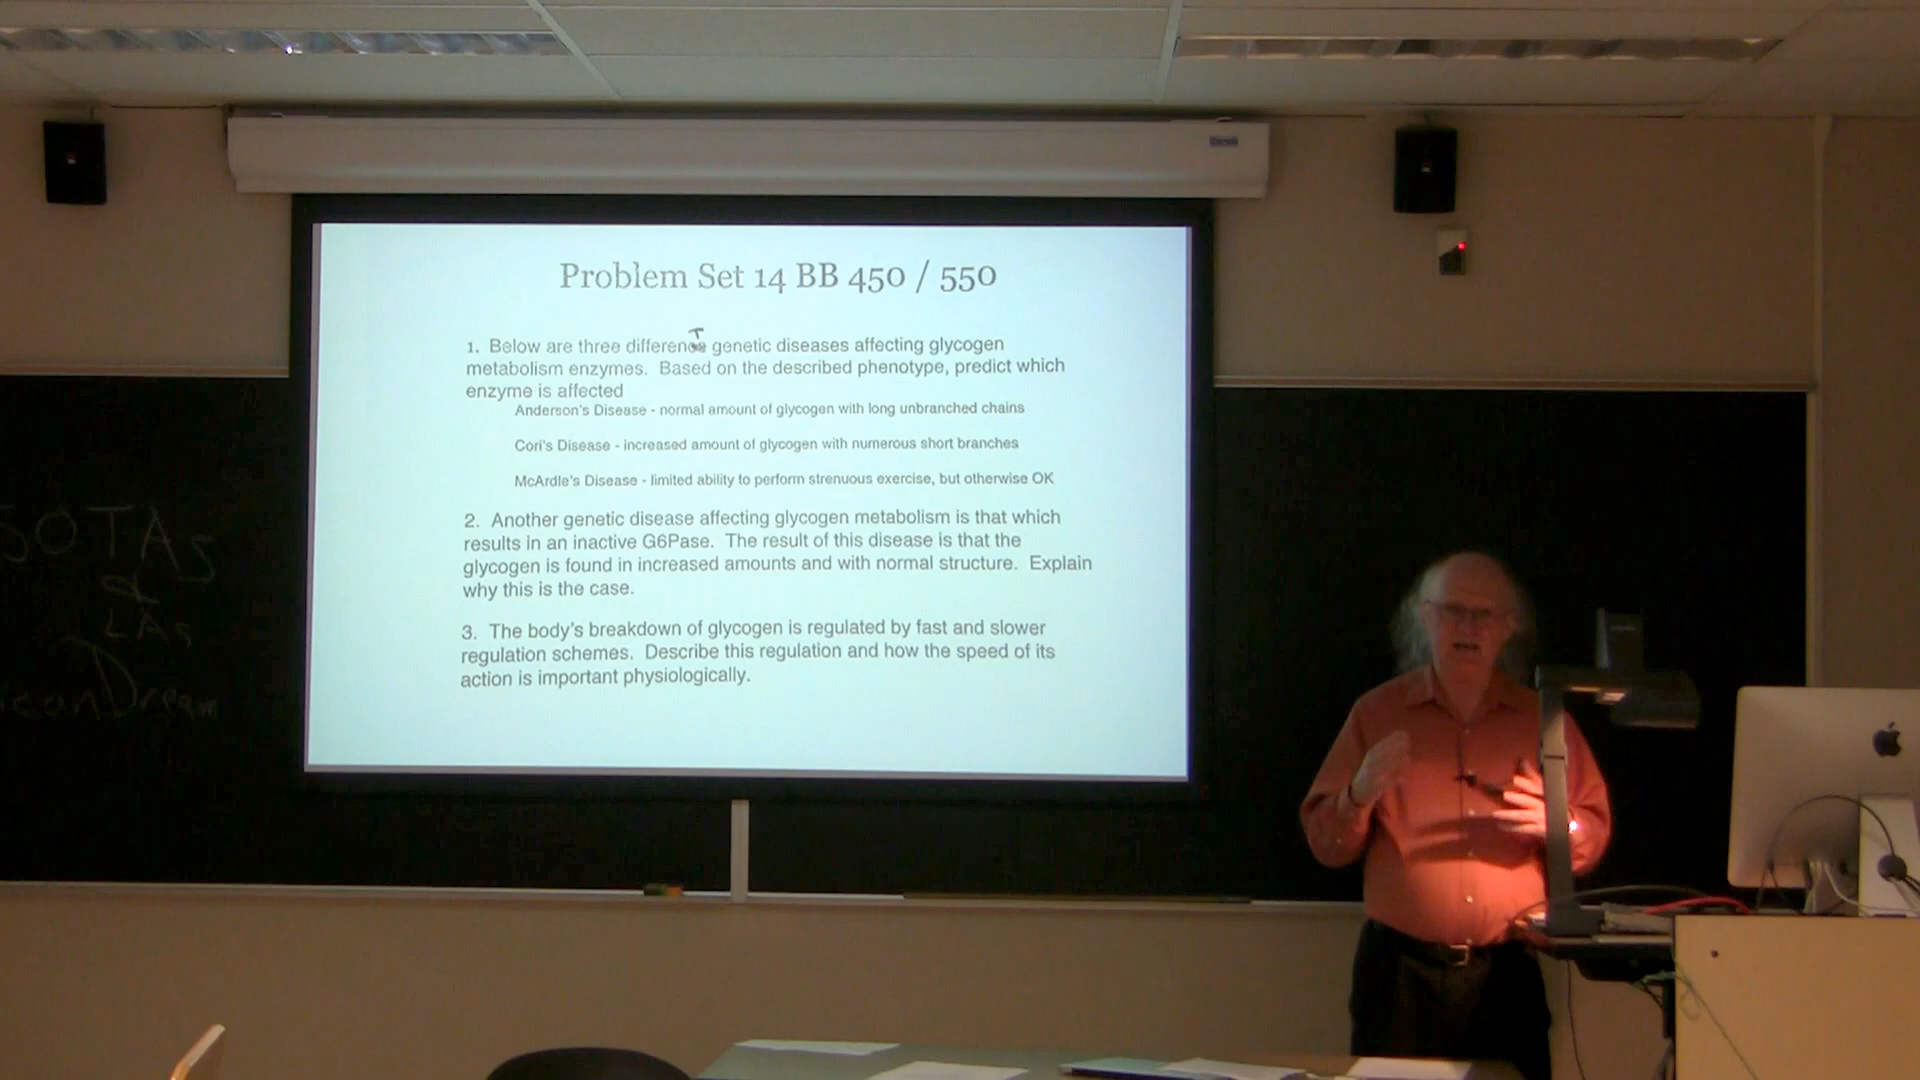 Problem Set 14 BB 450 / 550
T
1. Below are three difference genetic diseases affecting glycogen
metabolism enzymes. Based on the described phenotype, predict which
enzyme is affected
Anderson's Disease - normal amount of glycogen with long unbranched chains
Cori's Disease - increased amount of glycogen with numerous short branches
McArdle's Disease - limited ability to perform strenuous exercise, but otherwise OK
2. Another genetic disease affecting glycogen metabolism is that which
results in an inactive G6Pase. The result of this disease is that the
glycogen is found in increased amounts and with normal structure. Explain
why this is the case.
3. The body's breakdown of glycogen is regulated by fast and slower
regulation schemes. Describe this regulation and how the speed of its
action is important physiologically.
SOTAS
&
LAs
icanDream